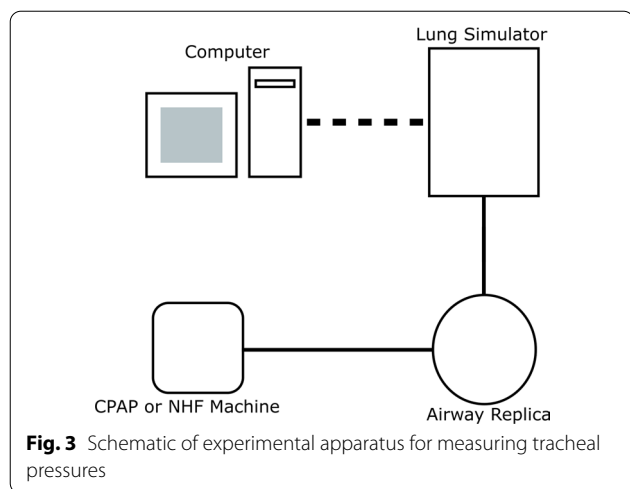 Lung Simulator
Computer
CPAP or NHF Machine
Airway Replica
Fig. 3 Schematic of experimental apparatus for measuring tracheal
pressures